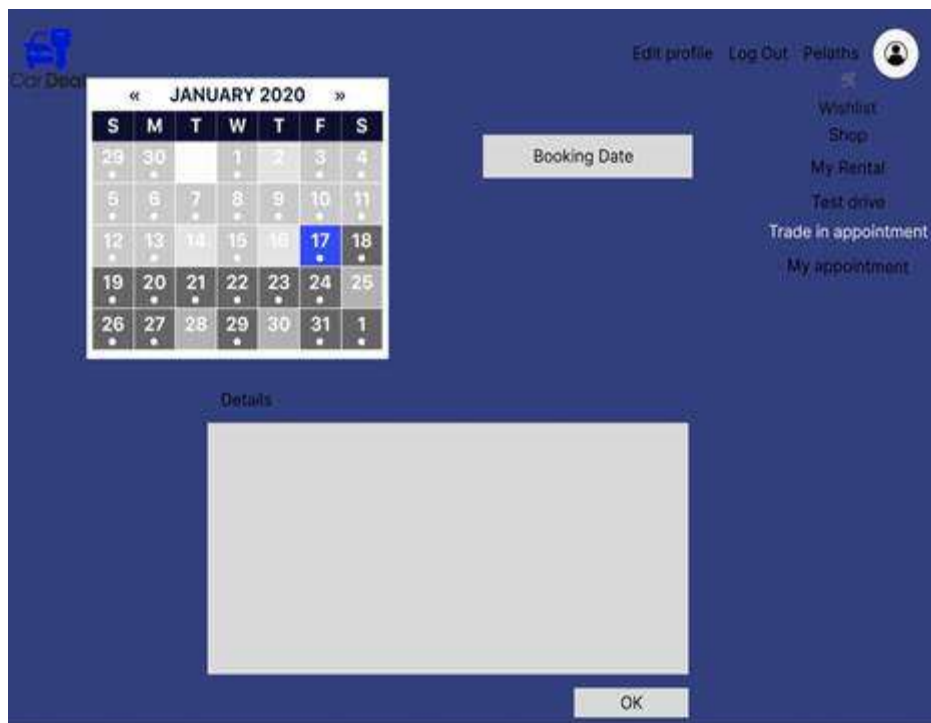 Edit profile Log Out Pelaths
Car Deal
« JANUARY 2020 »
S M T W T F S
29 30 1 2 3 4
5 6 7 8 9 10 11
12 13 14 15 16 17 18
19 20 21 22 23 24 25
26 27 28 29 30 31 1
Booking Date
Wishlist
Shop
My Rental
Test drive
Trade in appointment
My appointment
Details
OK